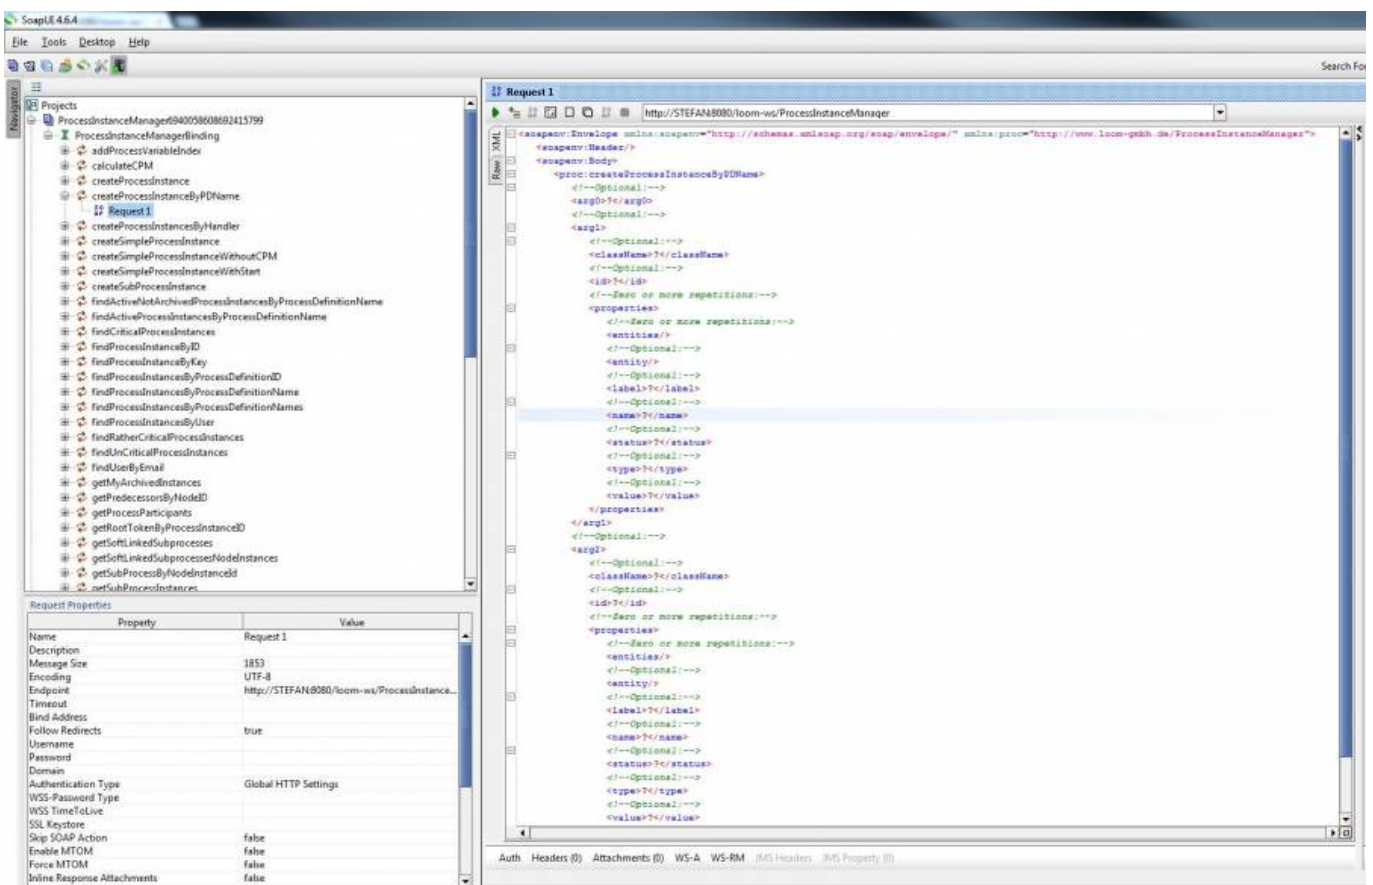 SoapUI 4.6.4
File Tools Desktop Help
Search Fo
Navigator
Projects
ProcessInstanceManager6940058608692415799
ProcessInstanceManagerBinding
addProcessVariableIndex
calculateCPM
createProcessInstance
createProcessInstanceByPDName
Request 1
createProcessInstancesByHandler
createSimpleProcessInstance
createSimpleProcessInstanceWithoutCPM
createSimpleProcessInstanceWithStart
createSubProcessInstance
findActiveNotArchivedProcessInstancesByProcessDefinitionName
findActiveProcessInstancesByProcessDefinitionName
findCriticalProcessInstances
findProcessInstanceByID
findProcessInstanceByKey
findProcessInstancesByProcessDefinitionID
findProcessInstancesByProcessDefinitionName
findProcessInstancesByProcessDefinitionNames
findProcessInstancesByUser
findRatherCriticalProcessInstances
findUnCriticalProcessInstances
findUserByEmail
getMyArchivedInstances
getPredecessorsByNodeID
getProcessParticipants
getRootTokenByProcessInstanceID
getSoftLinkedSubprocesses
getSoftLinkedSubprocessesNodeInstances
getSubProcessByNodeInstanceId
getSubProcessInstances
Request Properties
Property Value
Name Request 1
Description
Message Size 1853
Encoding UTF-8
Endpoint http://STEFAN:8080/loom-ws/ProcessInstance...
Timeout
Bind Address
Follow Redirects true
Username
Password
Domain
Authentication Type Global HTTP Settings
WSS-Password Type
WSS TimeToLive
SSL Keystore
Skip SOAP Action false
Enable MTOM false
Force MTOM false
Inline Response Attachments false
Request 1
http://STEFAN:8080/loom-ws/ProcessInstanceManager
XML
Raw
<soapenv:Envelope xmlns:soapenv="http://schemas.xmlsoap.org/soap/envelope/" xmlns:proc="http://www.loom-gmbh.de/ProcessInstanceManager">
<soapenv:Header/>
<soapenv:Body>
<proc:createProcessInstanceByPDName>
<!--Optional:-->
<arg0>?</arg0>
<!--Optional:-->
<arg1>
<!--Optional:-->
<className>?</className>
<!--Optional:-->
<id>?</id>
<!--Zero or more repetitions:-->
<properties>
<!--Zero or more repetitions:-->
<entities/>
<!--Optional:-->
<entity/>
<!--Optional:-->
<label>?</label>
<!--Optional:-->
<name>?</name>
<!--Optional:-->
<status>?</status>
<!--Optional:-->
<type>?</type>
<!--Optional:-->
<value>?</value>
</properties>
</arg1>
<!--Optional:-->
<arg2>
<!--Optional:-->
<className>?</className>
<!--Optional:-->
<id>?</id>
<!--Zero or more repetitions:-->
<properties>
<!--Zero or more repetitions:-->
<entities/>
<!--Optional:-->
<entity/>
<!--Optional:-->
<label>?</label>
<!--Optional:-->
<name>?</name>
<!--Optional:-->
<status>?</status>
<!--Optional:-->
<type>?</type>
<!--Optional:-->
<value>?</value>
Auth Headers (0) Attachments (0) WS-A WS-RM JMS Headers JMS Property (0)